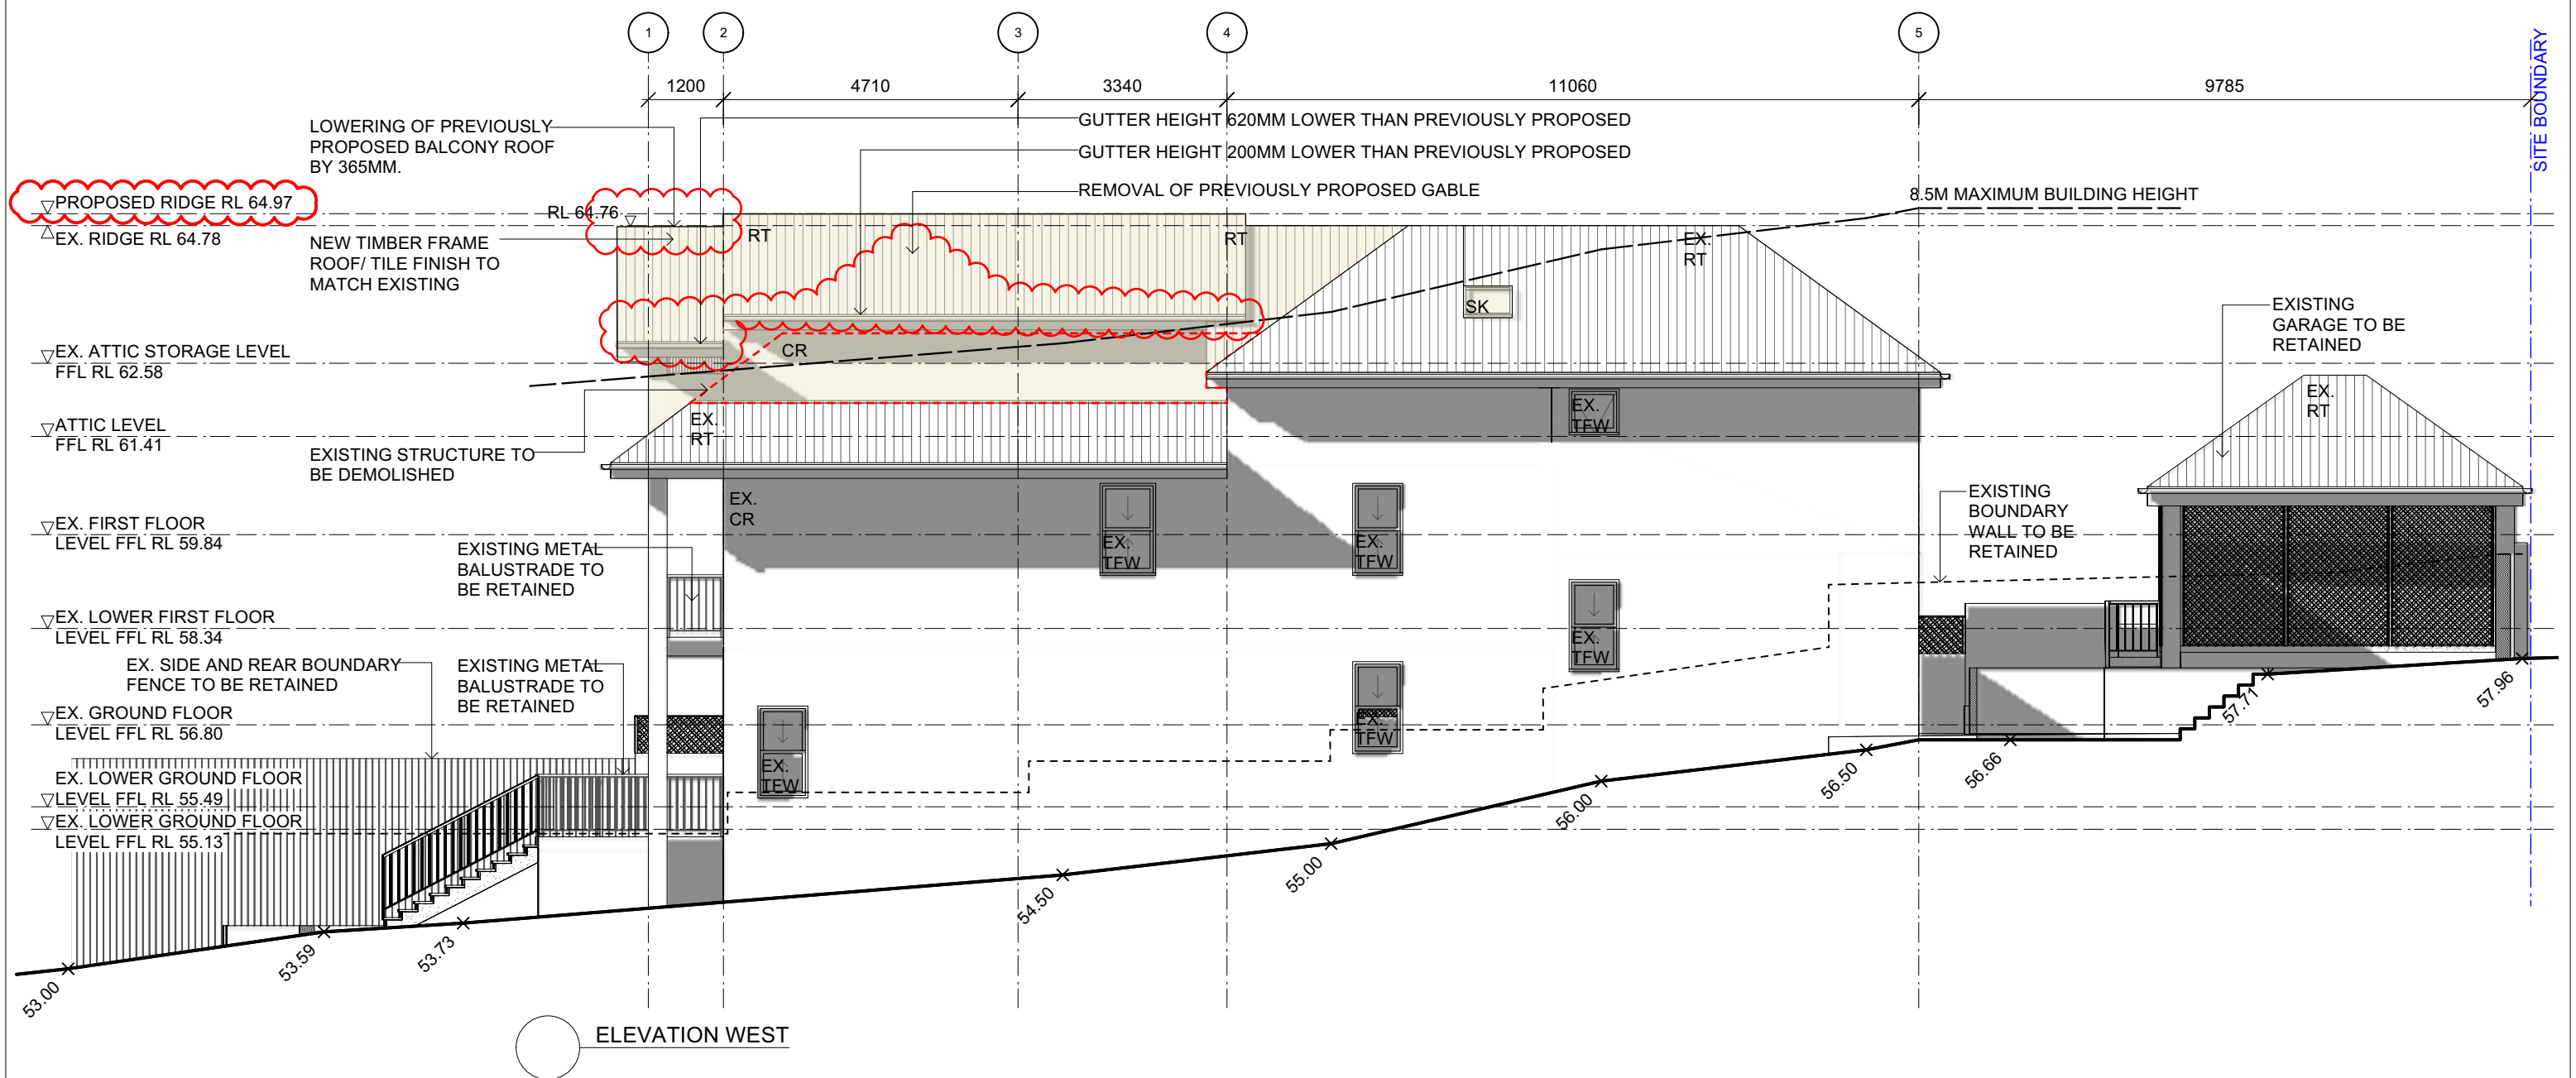 1
2
3
4
5
1200
4710
3340
11060
9785
SITE BOUNDARY
LOWERING OF PREVIOUSLY
PROPOSED BALCONY ROOF
BY 365MM.
GUTTER HEIGHT 620MM LOWER THAN PREVIOUSLY PROPOSED
GUTTER HEIGHT 200MM LOWER THAN PREVIOUSLY PROPOSED
REMOVAL OF PREVIOUSLY PROPOSED GABLE
8.5M MAXIMUM BUILDING HEIGHT
PROPOSED RIDGE RL 64.97
RL 64.76
EX. RIDGE RL 64.78
NEW TIMBER FRAME
ROOF/ TILE FINISH TO
MATCH EXISTING
RT
RT
EX.
RT
SK
EXISTING
GARAGE TO BE
RETAINED
EX. ATTIC STORAGE LEVEL
FFL RL 62.58
CR
EX.
RT
EX.
TFW
ATTIC LEVEL
FFL RL 61.41
EX.
RT
EXISTING STRUCTURE TO
BE DEMOLISHED
EX.
CR
EXISTING
BOUNDARY
WALL TO BE
RETAINED
EX. FIRST FLOOR
LEVEL FFL RL 59.84
EX.
TFW
EX.
TFW
EXISTING METAL
BALUSTRADE TO
BE RETAINED
EX. LOWER FIRST FLOOR
LEVEL FFL RL 58.34
EX.
TFW
EX. SIDE AND REAR BOUNDARY
FENCE TO BE RETAINED
EXISTING METAL
BALUSTRADE TO
BE RETAINED
EX. GROUND FLOOR
LEVEL FFL RL 56.80
EX.
TFW
EX.
TFW
EX. LOWER GROUND FLOOR
LEVEL FFL RL 55.49
EX. LOWER GROUND FLOOR
LEVEL FFL RL 55.13
53.00
53.59
53.73
54.50
55.00
56.00
56.50
56.66
57.71
57.96
ELEVATION WEST